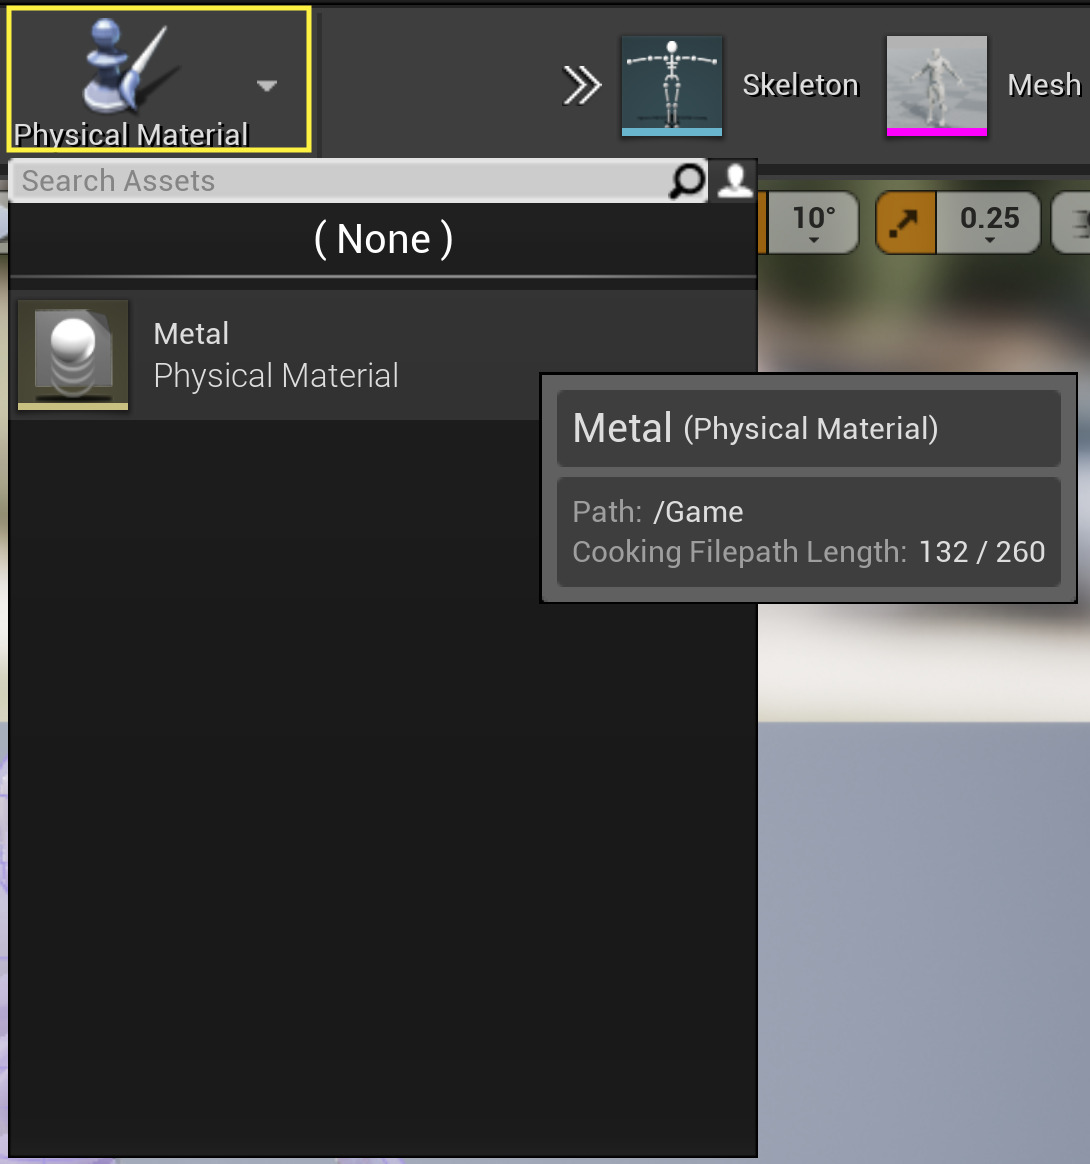 Physical Material
Skeleton
Mesh
Search Assets
10°
0.25
( None )
Metal
Physical Material
Metal (Physical Material)
Path: /Game
Cooking Filepath Length: 132 / 260